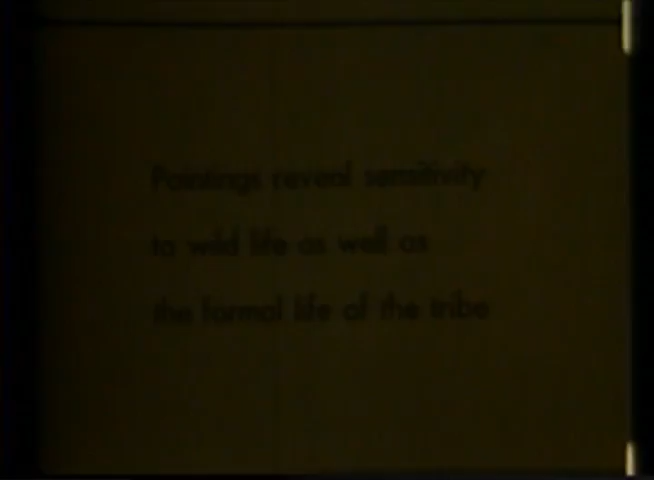 Paintings reveal sensitivity
to wild life as well as
the formal life of the tribe